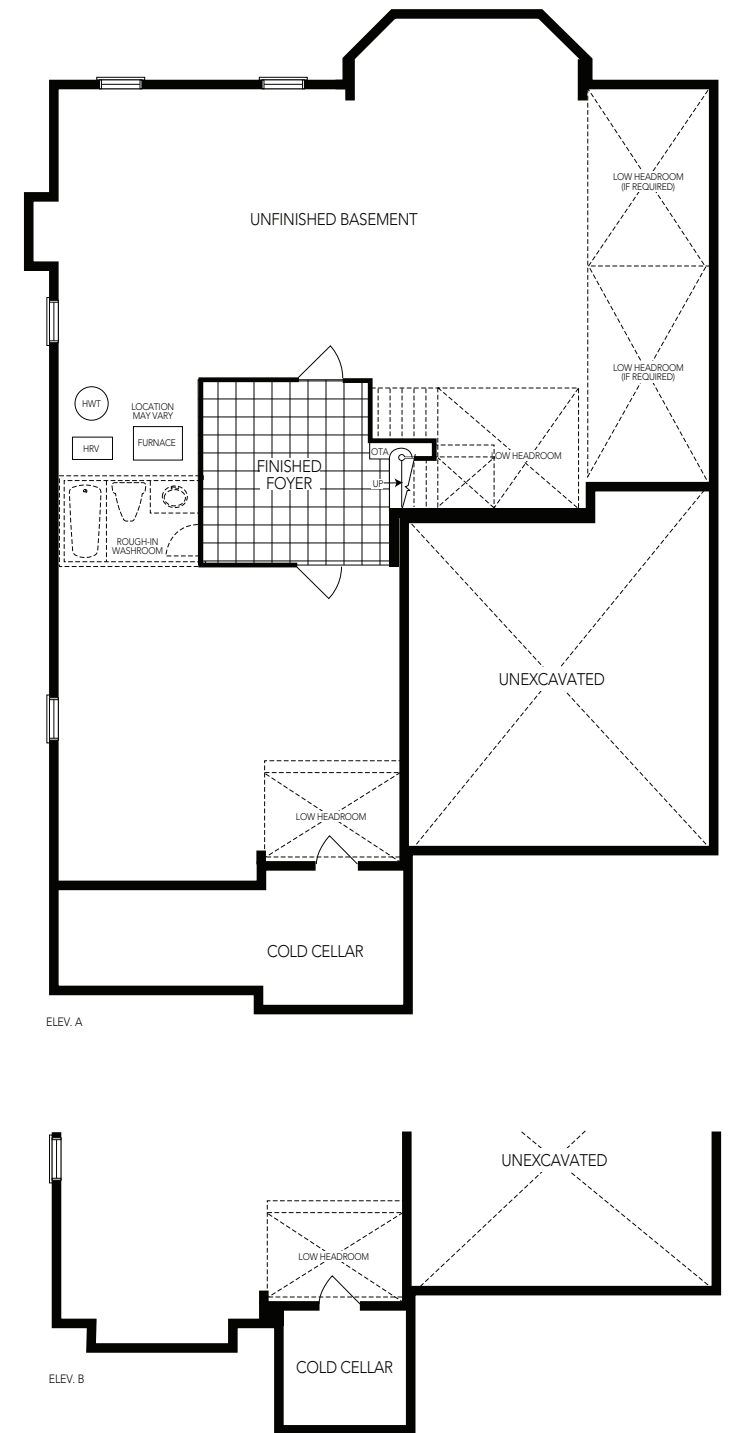 LOW HEADROOM
(IF REQUIRED)
UNFINISHED BASEMENT
LOW HEADROOM
(IF REQUIRED)
HWT
LOCATION
MAY VARY
HRV
FURNACE
FINISHED
FOYER
OTA
LOW HEADROOM
UP
ROUGH-IN
WASHROOM
UNEXCAVATED
LOW HEADROOM
COLD CELLAR
ELEV. A
UNEXCAVATED
LOW HEADROOM
COLD CELLAR
ELEV. B